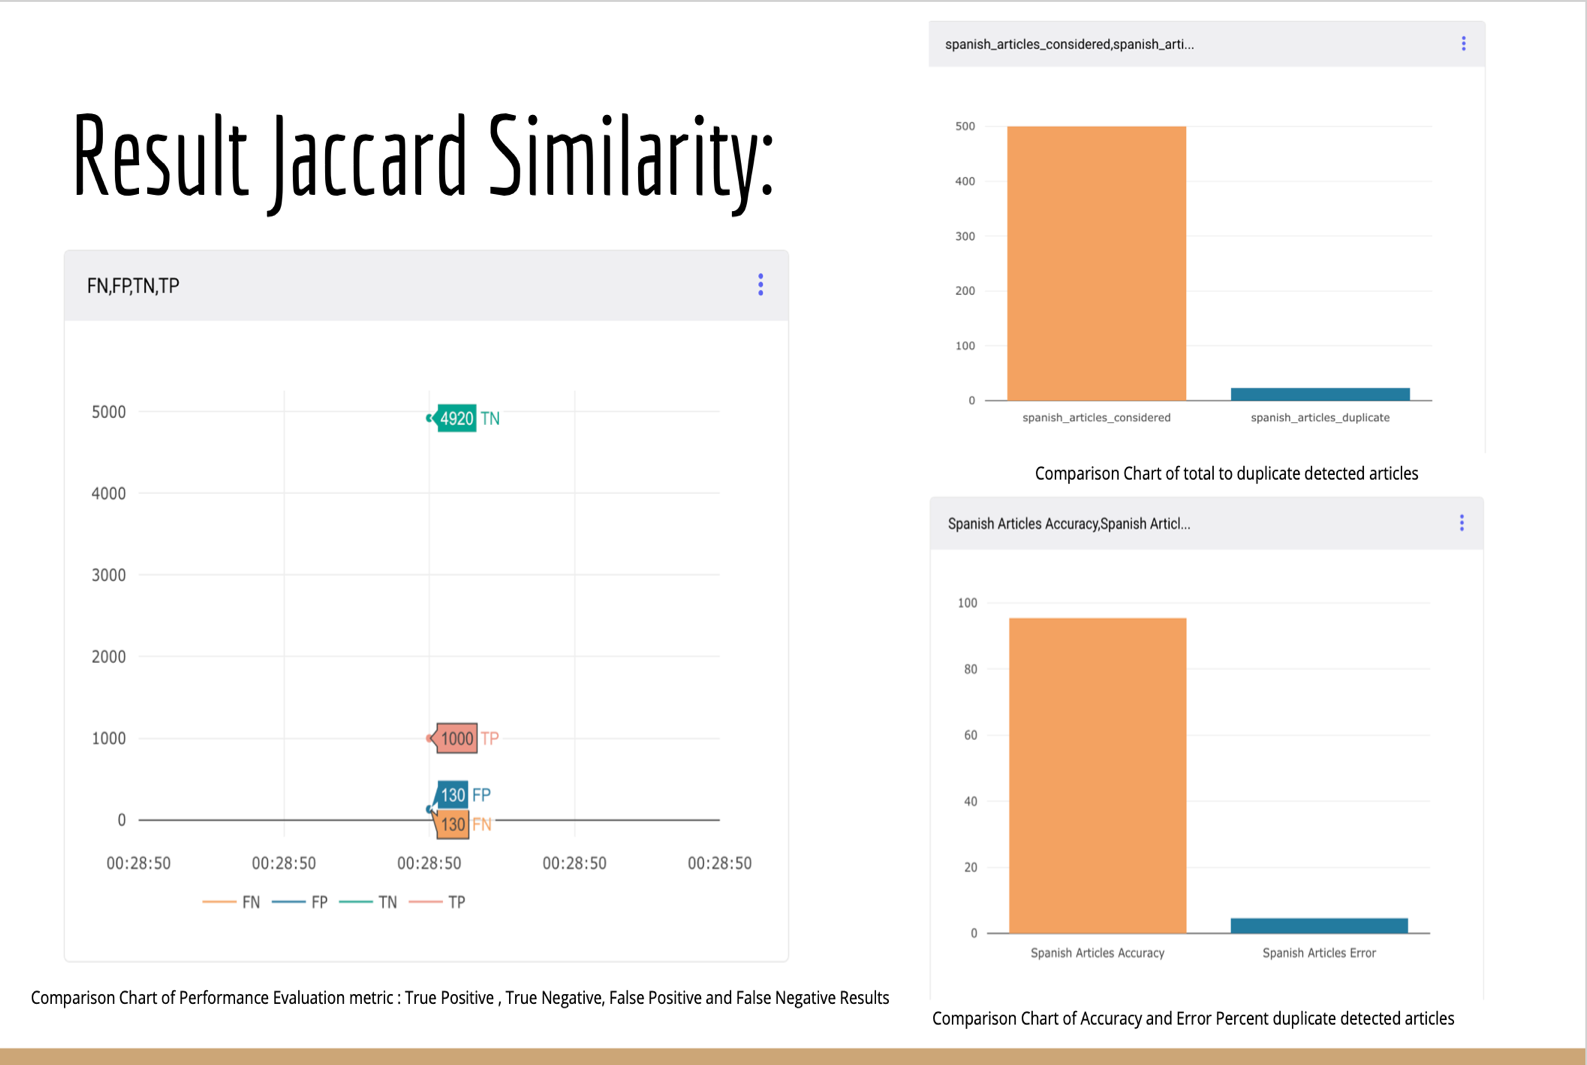 Result Jaccard Similarity:
FN,FP,TN,TP
5000
4000
3000
2000
1000
0
4920 TN
1000 TP
130 FP
130 FN
00:28:50 00:28:50 00:28:50 00:28:50 00:28:50
FN FP TN TP
Comparison Chart of Performance Evaluation metric : True Positive , True Negative, False Positive and False Negative Results
spanish_articles_considered,spanish_arti...
500
400
300
200
100
0
spanish_articles_considered spanish_articles_duplicate
Comparison Chart of total to duplicate detected articles
Spanish Articles Accuracy,Spanish Articl...
100
80
60
40
20
0
Spanish Articles Accuracy Spanish Articles Error
Comparison Chart of Accuracy and Error Percent duplicate detected articles